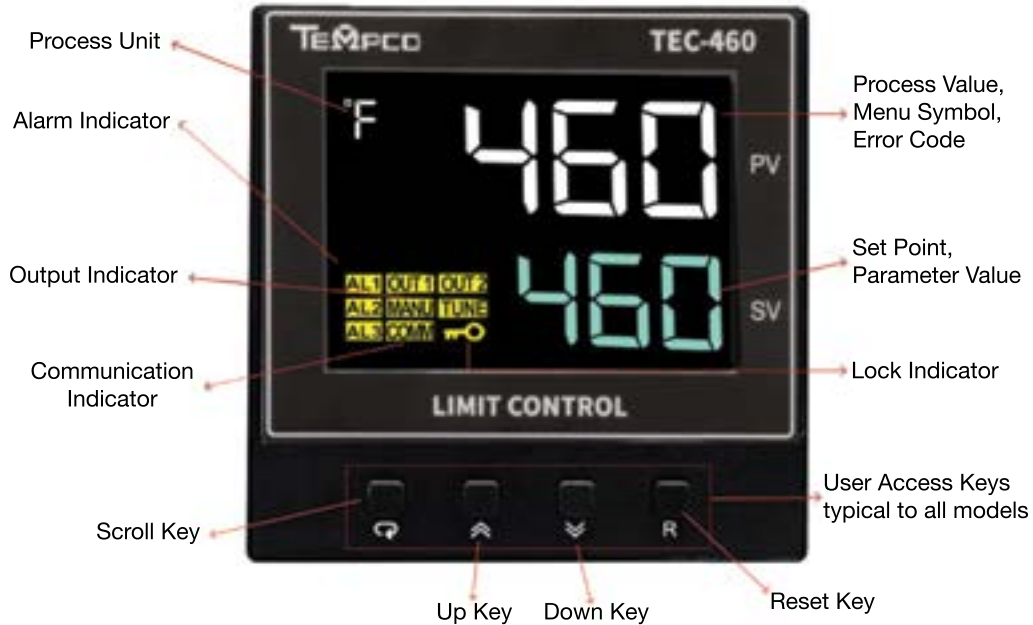 Process Unit
Alarm Indicator
Output Indicator
Communication
Indicator
Scroll Key
TEMPCO
TEC-460
°F
460
PV
AL1 OUT1 OUT2
AL2 MANU TUNE
AL3 COMM
460
SV
LIMIT CONTROL
R
Process Value,
Menu Symbol,
Error Code
Set Point,
Parameter Value
Lock Indicator
User Access Keys
typical to all models
Up Key
Down Key
Reset Key